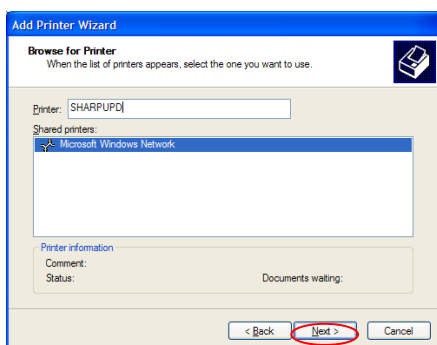 Add Printer Wizard
Browse for Printer
When the list of printers appears, select the one you want to use.
Printer: SHARPUPD
Shared printers:
Microsoft Windows Network
Printer information
Comment:
Status: Documents waiting:
< Back Next > Cancel